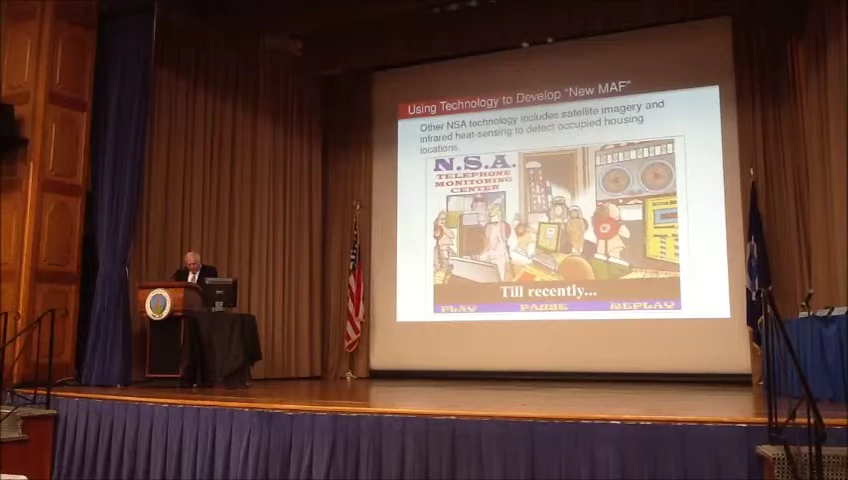 Using Technology to Develop “New MAF”
Other NSA technology includes satellite imagery and
infrared heat-sensing to detect occupied housing
locations.
N.S.A.
TELEPHONE
MONITORING
CENTER
Till recently...
PLAY PAUSE REPLAY